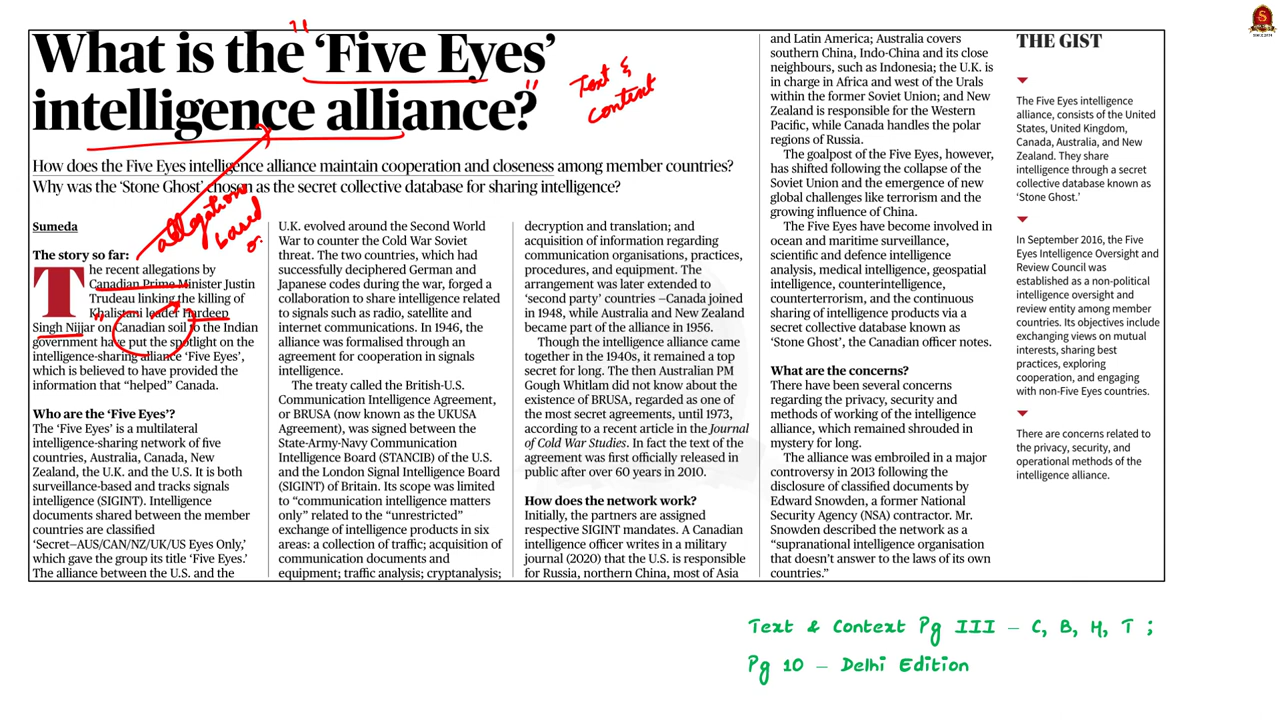 What is the ‘Five Eyes’
intelligence alliance?
Text &
context
How does the Five Eyes intelligence alliance maintain cooperation and closeness among member countries?
Why was the ‘Stone Ghost’ chosen as the secret collective database for sharing intelligence?
allegations
based
Sumeda
The story so far:
The recent allegations by
Canadian Prime Minister Justin
Trudeau linking the killing of
Khalistani leader Hardeep
Singh Nijjar on Canadian soil to the Indian
government have put the spotlight on the
intelligence-sharing alliance ‘Five Eyes’,
which is believed to have provided the
information that “helped” Canada.
Who are the ‘Five Eyes’?
The ‘Five Eyes’ is a multilateral
intelligence-sharing network of five
countries, Australia, Canada, New
Zealand, the U.K. and the U.S. It is both
surveillance-based and tracks signals
intelligence (SIGINT). Intelligence
documents shared between the member
countries are classified
‘Secret—AUS/CAN/NZ/UK/US Eyes Only,’
which gave the group its title ‘Five Eyes.’
The alliance between the U.S. and the
U.K. evolved around the Second World
War to counter the Cold War Soviet
threat. The two countries, which had
successfully deciphered German and
Japanese codes during the war, forged a
collaboration to share intelligence related
to signals such as radio, satellite and
internet communications. In 1946, the
alliance was formalised through an
agreement for cooperation in signals
intelligence.
The treaty called the British-U.S.
Communication Intelligence Agreement,
or BRUSA (now known as the UKUSA
Agreement), was signed between the
State-Army-Navy Communication
Intelligence Board (STANCIB) of the U.S.
and the London Signal Intelligence Board
(SIGINT) of Britain. Its scope was limited
to “communication intelligence matters
only” related to the “unrestricted”
exchange of intelligence products in six
areas: a collection of traffic; acquisition of
communication documents and
equipment; traffic analysis; cryptanalysis;
decryption and translation; and
acquisition of information regarding
communication organisations, practices,
procedures, and equipment. The
arrangement was later extended to
‘second party’ countries —Canada joined
in 1948, while Australia and New Zealand
became part of the alliance in 1956.
Though the intelligence alliance came
together in the 1940s, it remained a top
secret for long. The then Australian PM
Gough Whitlam did not know about the
existence of BRUSA, regarded as one of
the most secret agreements, until 1973,
according to a recent article in the Journal
of Cold War Studies. In fact the text of the
agreement was first officially released in
public after over 60 years in 2010.
How does the network work?
Initially, the partners are assigned
respective SIGINT mandates. A Canadian
intelligence officer writes in a military
journal (2020) that the U.S. is responsible
for Russia, northern China, most of Asia
and Latin America; Australia covers
southern China, Indo-China and its close
neighbours, such as Indonesia; the U.K. is
in charge in Africa and west of the Urals
within the former Soviet Union; and New
Zealand is responsible for the Western
Pacific, while Canada handles the polar
regions of Russia.
The goalpost of the Five Eyes, however,
has shifted following the collapse of the
Soviet Union and the emergence of new
global challenges like terrorism and the
growing influence of China.
The Five Eyes have become involved in
ocean and maritime surveillance,
scientific and defence intelligence
analysis, medical intelligence, geospatial
intelligence, counterintelligence,
counterterrorism, and the continuous
sharing of intelligence products via a
secret collective database known as
‘Stone Ghost’, the Canadian officer notes.
What are the concerns?
There have been several concerns
regarding the privacy, security and
methods of working of the intelligence
alliance, which remained shrouded in
mystery for long.
The alliance was embroiled in a major
controversy in 2013 following the
disclosure of classified documents by
Edward Snowden, a former National
Security Agency (NSA) contractor. Mr.
Snowden described the network as a
“supranational intelligence organisation
that doesn’t answer to the laws of its own
countries.”
THE GIST
The Five Eyes intelligence
alliance, consists of the United
States, United Kingdom,
Canada, Australia, and New
Zealand. They share
intelligence through a secret
collective database known as
‘Stone Ghost.’
In September 2016, the Five
Eyes Intelligence Oversight and
Review Council was
established as a non-political
intelligence oversight and
review entity among member
countries. Its objectives include
exchanging views on mutual
interests, sharing best
practices, exploring
cooperation, and engaging
with non-Five Eyes countries.
There are concerns related to
the privacy, security, and
operational methods of the
intelligence alliance.
Text & Context Pg III – C, B, H, T ;
Pg 10 – Delhi Edition